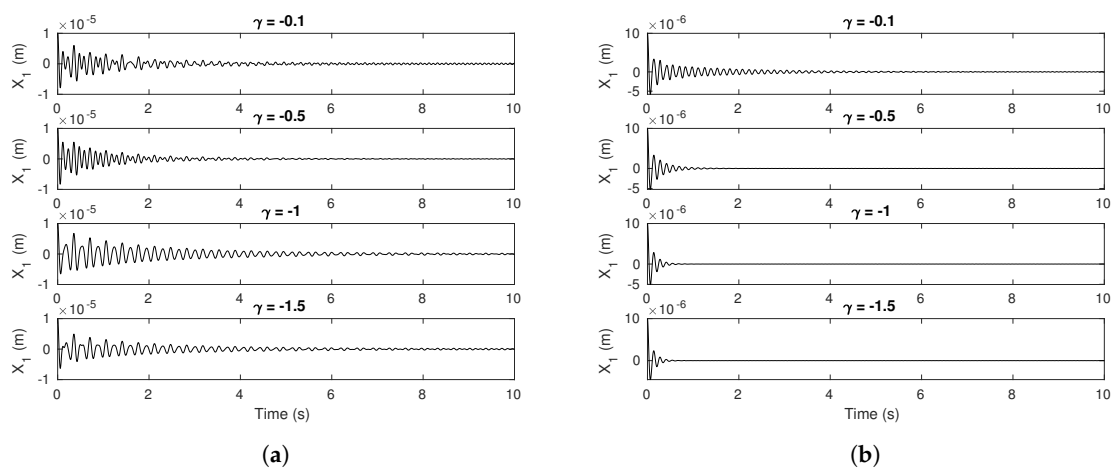 ×10⁻⁵ γ = -0.1
1
0
-1
X₁ (m)
0 2 4 6 8 10
×10⁻⁵ γ = -0.5
1
0
-1
X₁ (m)
0 2 4 6 8 10
×10⁻⁵ γ = -1
1
0
-1
X₁ (m)
0 2 4 6 8 10
×10⁻⁵ γ = -1.5
1
0
-1
X₁ (m)
0 2 4 6 8 10
Time (s)
(a)
10 ×10⁻⁶ γ = -0.1
0
-5
X₁ (m)
0 2 4 6 8 10
10 ×10⁻⁶ γ = -0.5
0
-5
X₁ (m)
0 2 4 6 8 10
10 ×10⁻⁶ γ = -1
0
-5
X₁ (m)
0 2 4 6 8 10
10 ×10⁻⁶ γ = -1.5
0
X₁ (m)
0 2 4 6 8 10
Time (s)
(b)